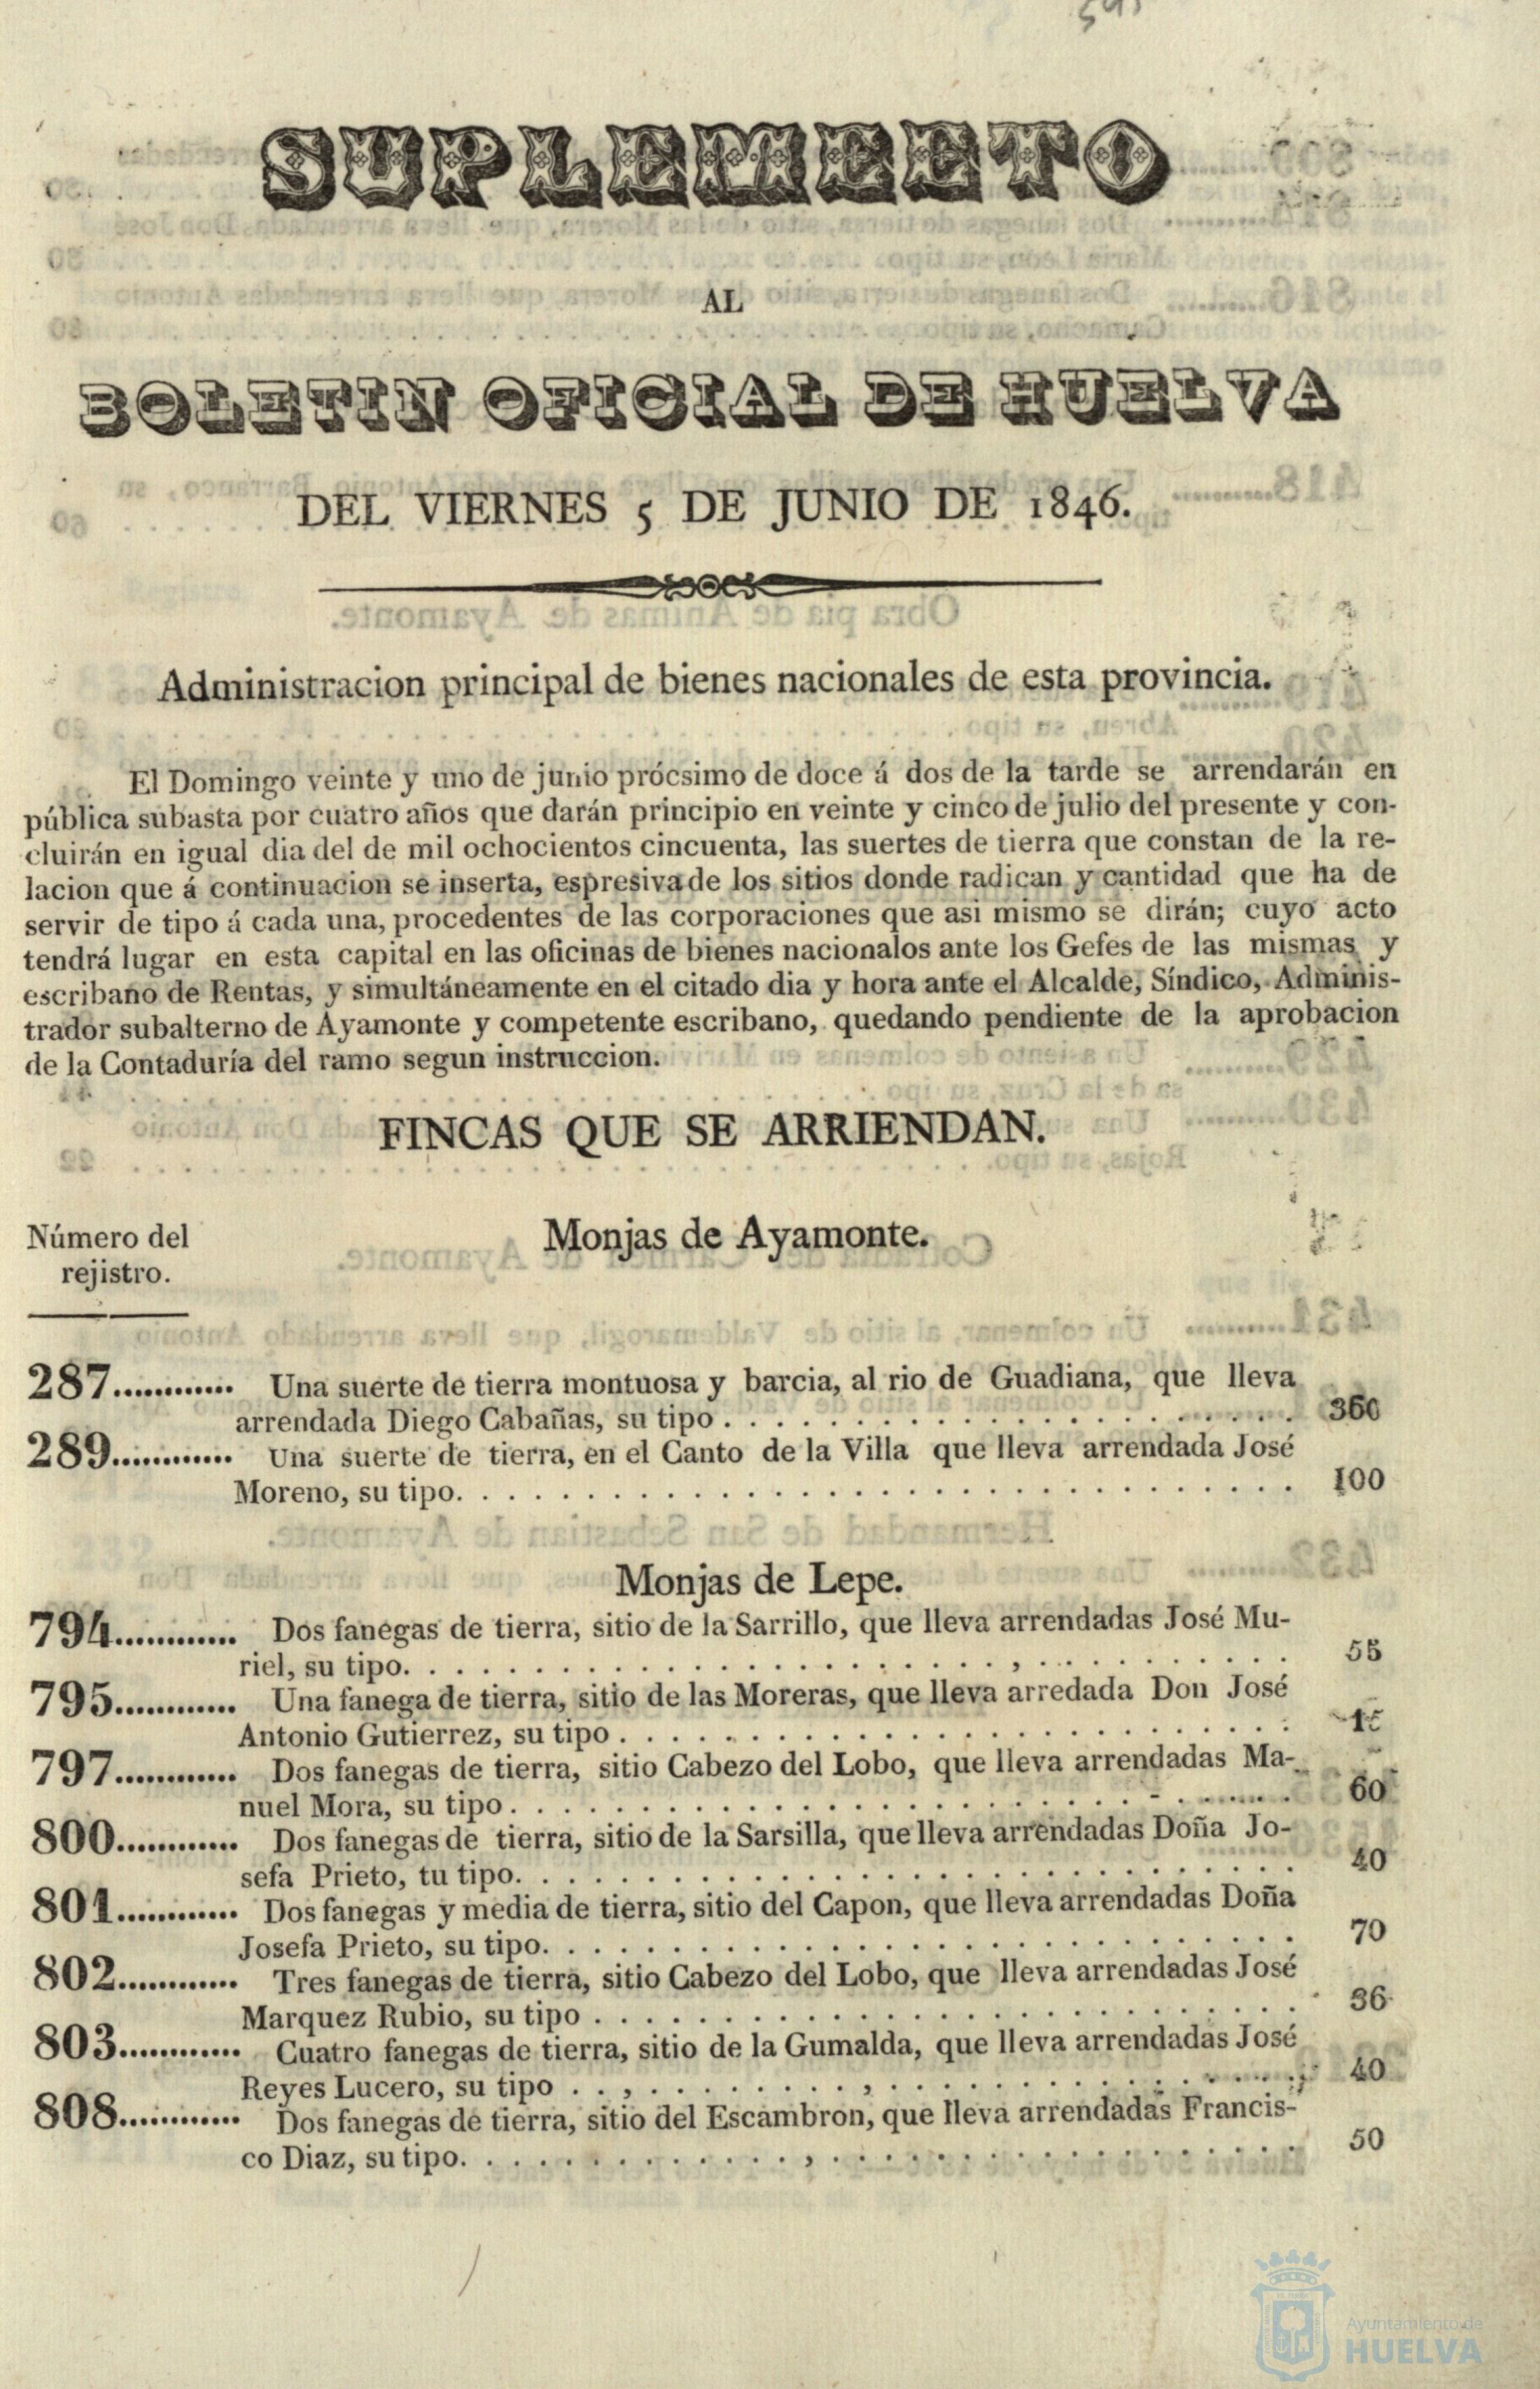 SUPLEMEETO
AL
BOLETIN OFICIAL DE HUELVA
DEL VIERNES 5 DE JUNIO DE 1846.
Administracion principal de bienes nacionales de esta provincia.
El Domingo veinte y uno de junio prócsimo de doce á dos de la tarde se arrendarán en
pública subasta por cuatro años que darán principio en veinte y cinco de julio del presente y con-
cluirán en igual dia del de mil ochocientos cincuenta, las suertes de tierra que constan de la re-
lacion que á continuacion se inserta, espresiva de los sitios donde radican y cantidad que ha de
servir de tipo á cada una, procedentes de las corporaciones que asi mismo se dirán; cuyo acto
tendrá lugar en esta capital en las oficinas de bienes nacionalos ante los Gefes de las mismas y
escribano de Rentas, y simultáneamente en el citado dia y hora ante el Alcalde, Síndico, Adminis-
trador subalterno de Ayamonte y competente escribano, quedando pendiente de la aprobacion
de la Contaduría del ramo segun instruccion.
FINCAS QUE SE ARRIENDAN.
Número del
rejistro.
Monjas de Ayamonte.
287............ Una suerte de tierra montuosa y barcia, al rio de Guadiana, que lleva
arrendada Diego Cabañas, su tipo . . . . . . . . . . . . . . . . . . . . . . 360
289............ Una suerte de tierra, en el Canto de la Villa que lleva arrendada José
Moreno, su tipo. . . . . . . . . . . . . . . . . . . . . . . . . . . . . . . . 100
Monjas de Lepe.
794............ Dos fanegas de tierra, sitio de la Sarrillo, que lleva arrendadas José Mu-
riel, su tipo. . . . . . . . . . . . . . . . . . . . . . . , . . . . . . . . . . 55
795............ Una fanega de tierra, sitio de las Moreras, que lleva arredada Don José
Antonio Gutierrez, su tipo . . . . . . . . . . . . . . . . . . . . . . . . . . 15
797............ Dos fanegas de tierra, sitio Cabezo del Lobo, que lleva arrendadas Ma-
nuel Mora, su tipo . . . . . . . . . . . . . . . . . . . . . . . . . . . . . . 60
800............ Dos fanegas de tierra, sitio de la Sarsilla, que lleva arrendadas Doña Jo-
sefa Prieto, tu tipo. . . . . . . . . . . . . . . . . . . . . . . . . . . . . . 40
801............ Dos fanegas y media de tierra, sitio del Capon, que lleva arrendadas Doña
Josefa Prieto, su tipo. . . . . . . . . . . . . . . . . . . . . . . . . . . . . 70
802............ Tres fanegas de tierra, sitio Cabezo del Lobo, que lleva arrendadas José
Marquez Rubio, su tipo . . . . . . . . . . . . . . . . . . . . . . . . . . . 36
803............ Cuatro fanegas de tierra, sitio de la Gumalda, que lleva arrendadas José
Reyes Lucero, su tipo . . , . . . . . . . . . , . . . . . . . . . . . . . . . . 40
808............ Dos fanegas de tierra, sitio del Escambron, que lleva arrendadas Francis-
co Diaz, su tipo. . . . . . . . . . . . . . , . . . . . . . . . . . . . . . . . . 50
Ayuntamiento de
HUELVA